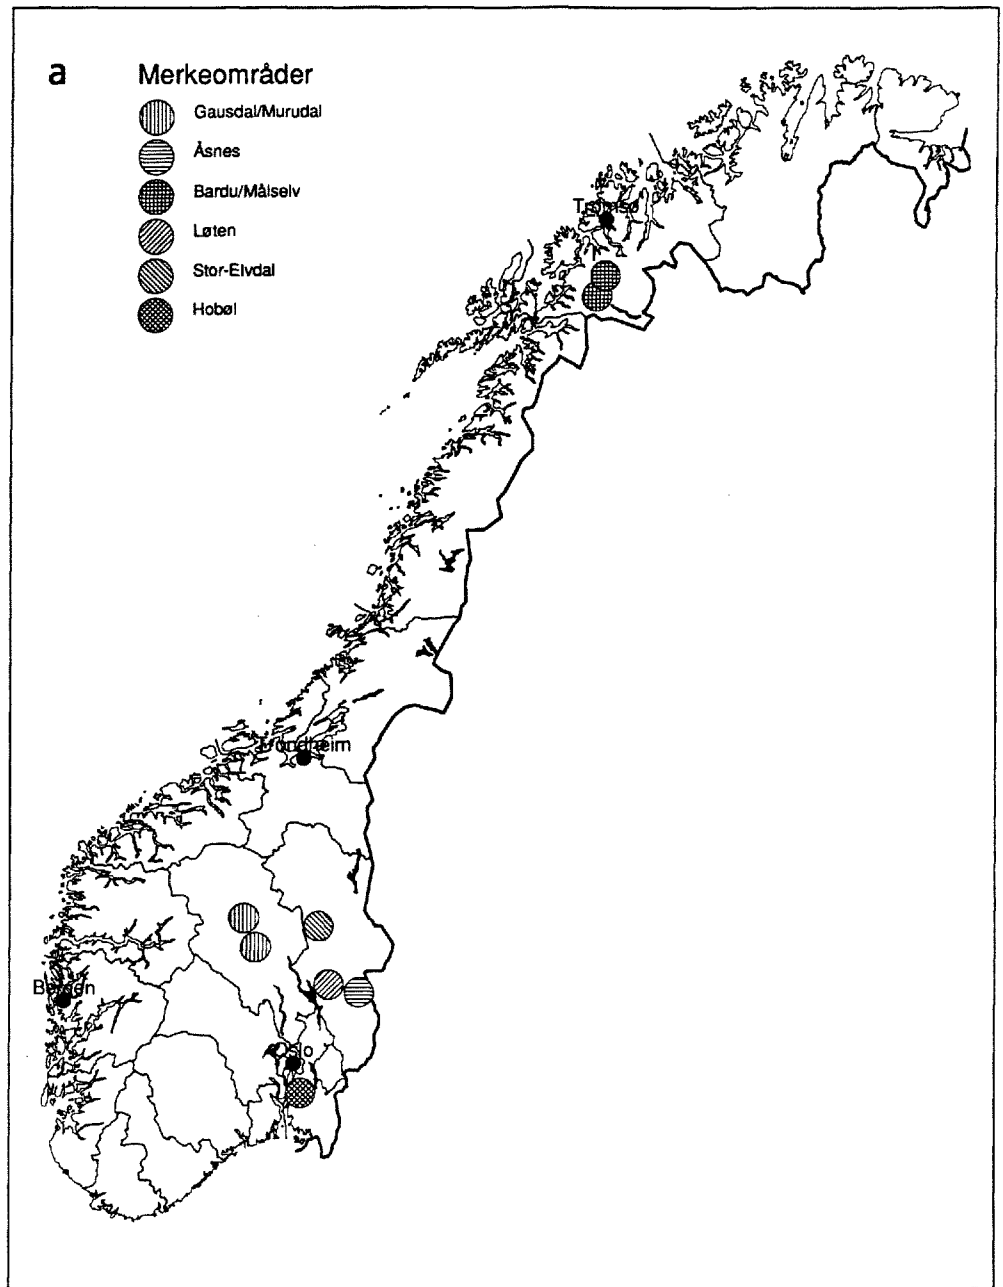 a
Merkeområder
Gausdal/Murudal
Åsnes
Bardu/Målselv
Løten
Stor-Elvdal
Hobøl
Tromsø
Trondheim
Bergen
Oslo